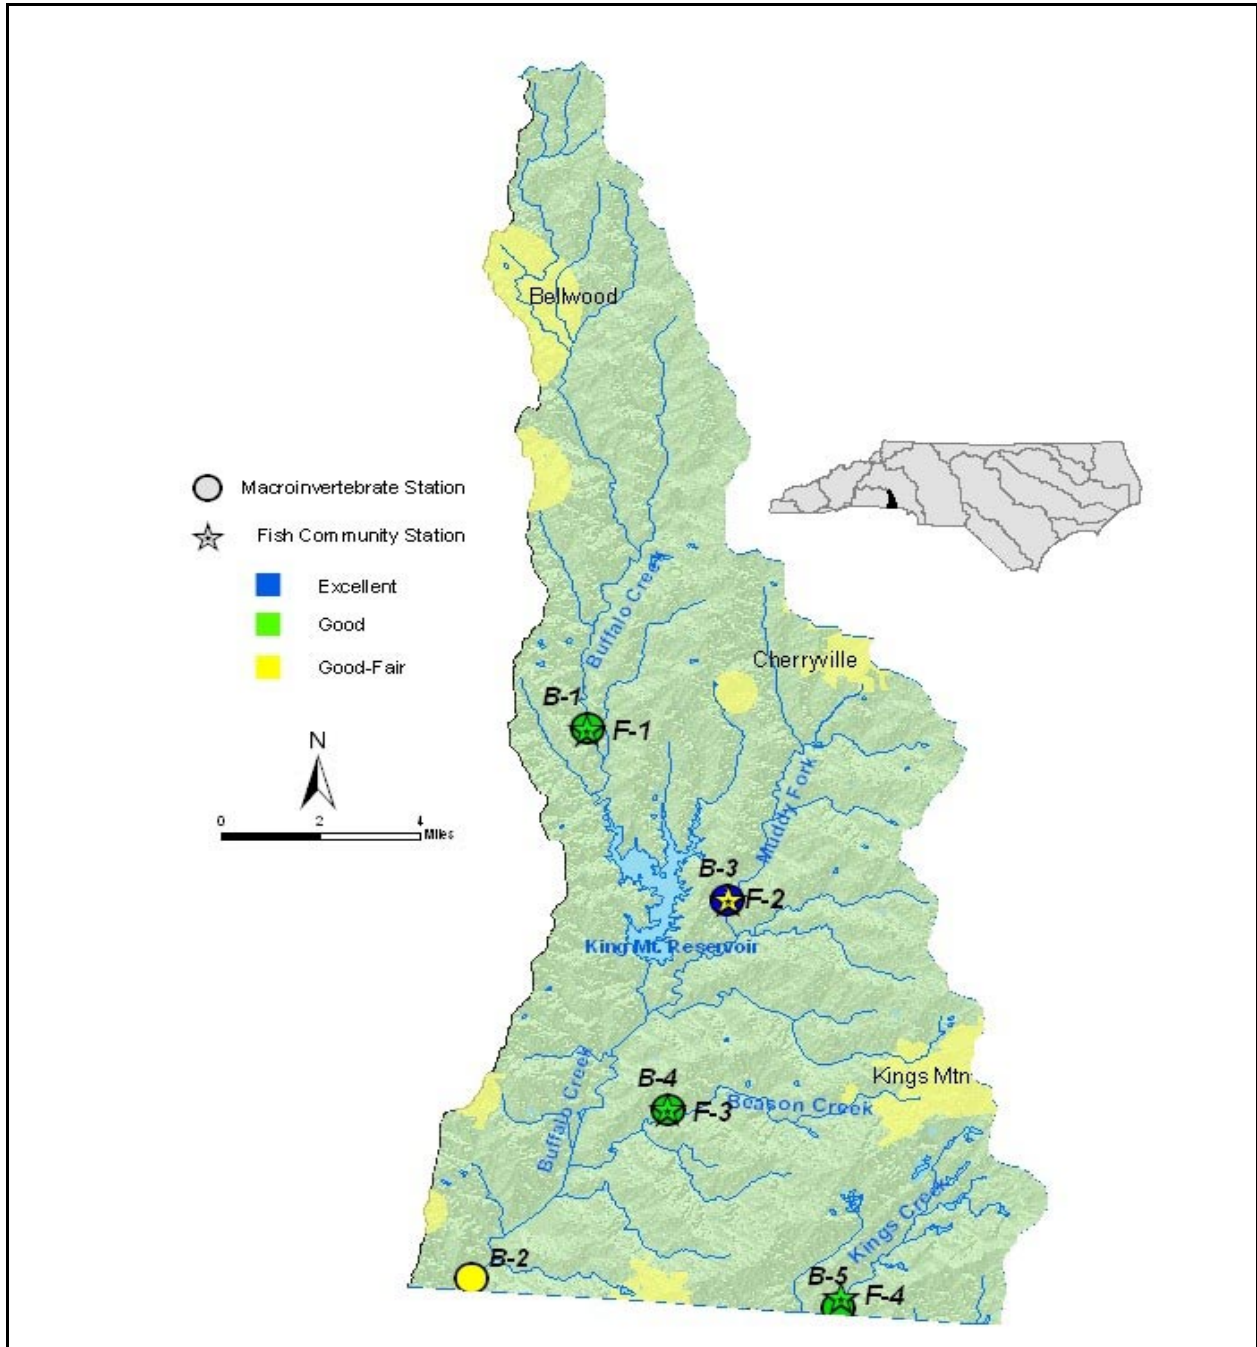 Bellwood
Macroinvertebrate Station
Fish Community Station
Excellent
Good
Good-Fair
Buffalo Creek
Cherryville
B-1
F-1
N
0 2 4
Miles
Muddy Fork
B-3
F-2
King Mt. Reservoir
Kings Mtn
Buffalo Creek
B-4
F-3
Beason Creek
Kings Creek
B-2
B-5
F-4